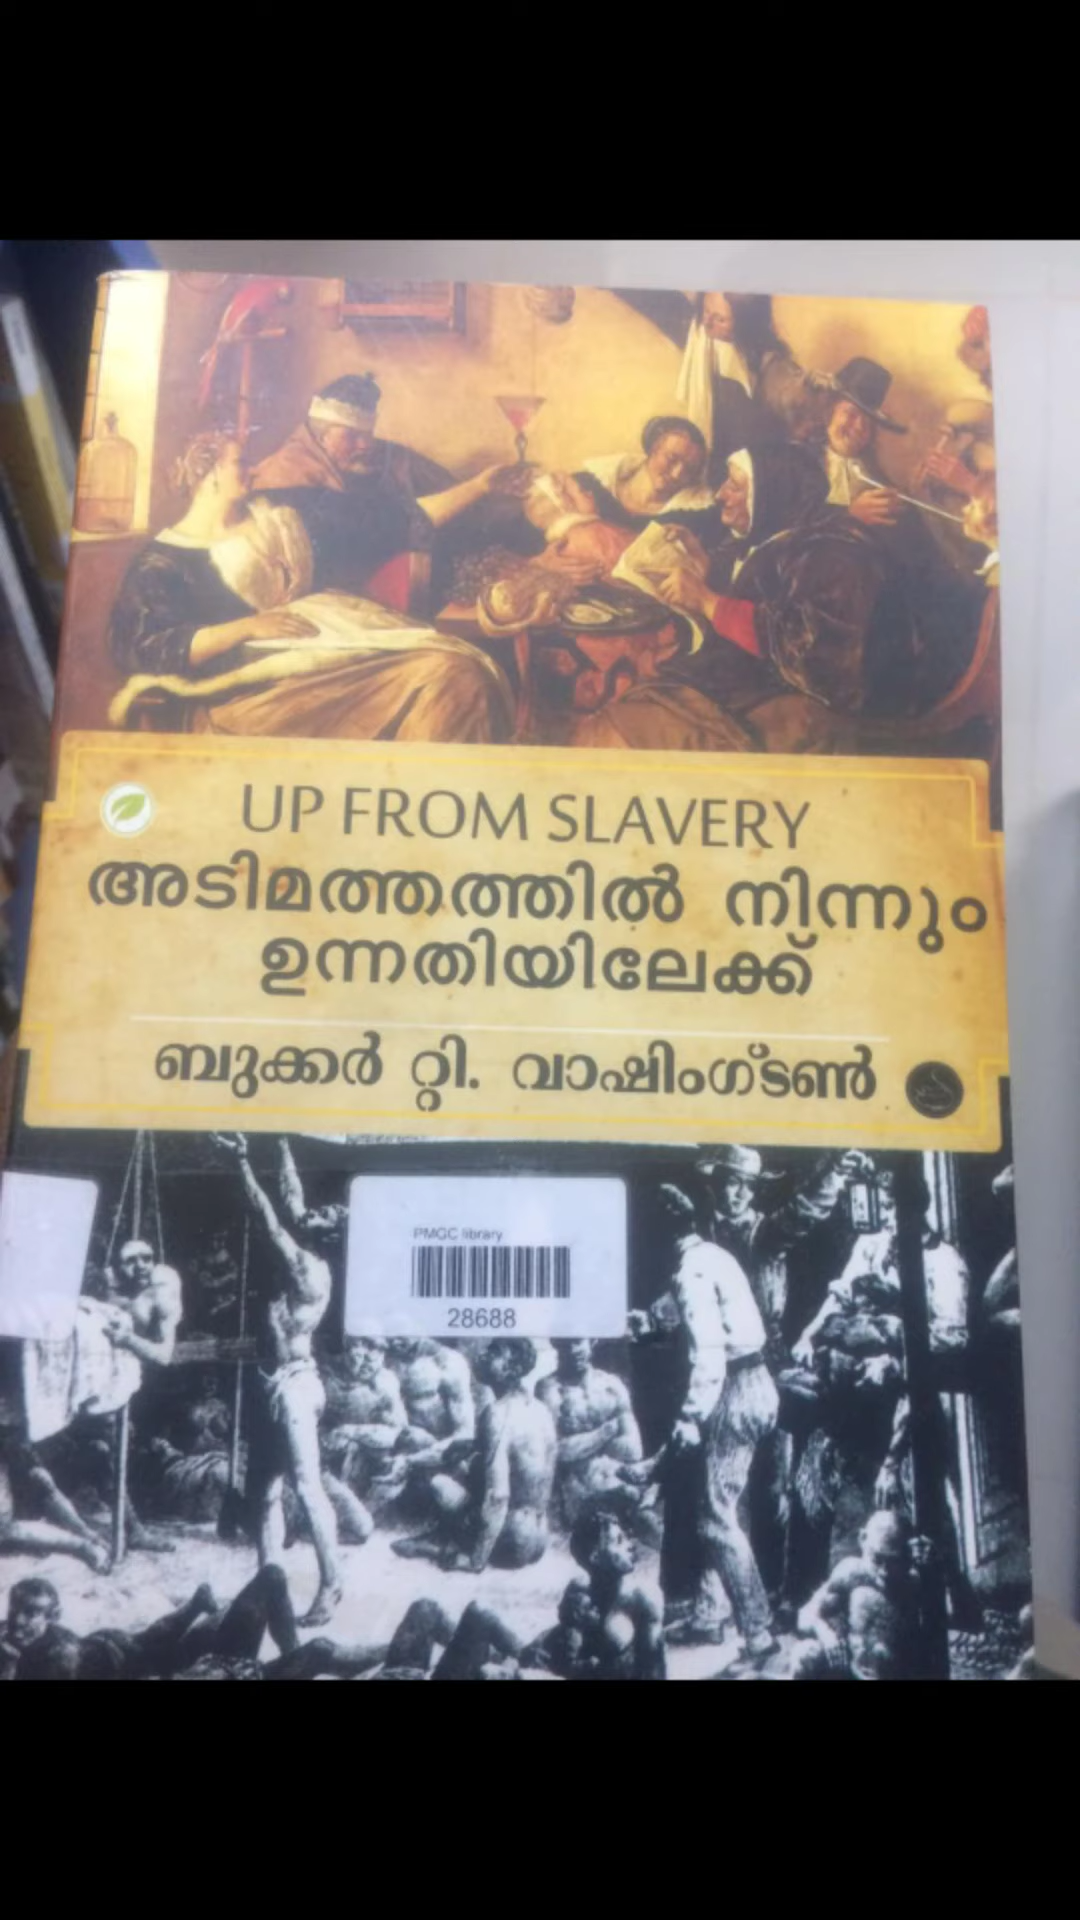 UP FROM SLAVERY
അടിമത്തത്തിൽ നിന്നും
ഉന്നതിയിലേക്ക്
ബുക്കർ റ്റി. വാഷിംഗ്ടൺ
PMGC library
28688